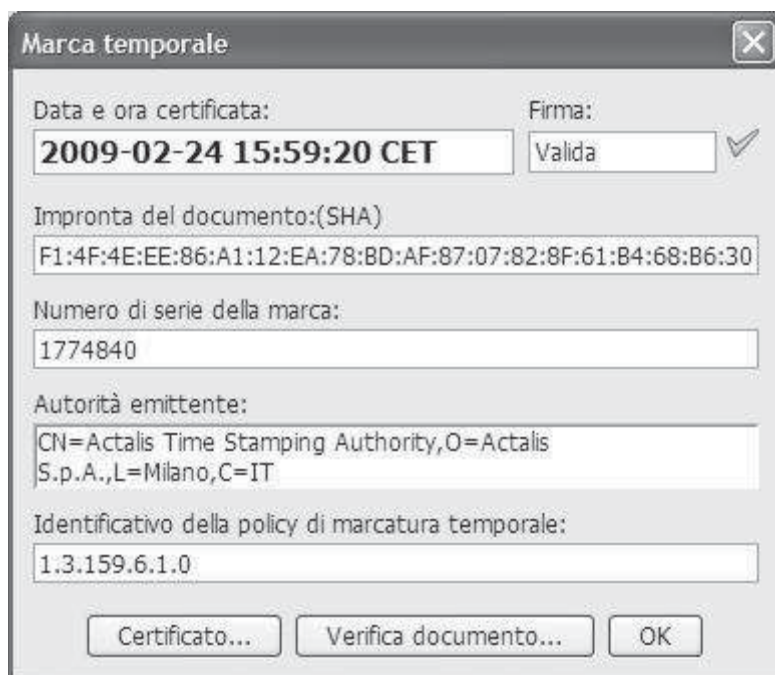 Marca temporale
Data e ora certificata:
Firma:
2009-02-24 15:59:20 CET
Valida
Impronta del documento:(SHA)
F1:4F:4E:EE:86:A1:12:EA:78:BD:AF:87:07:82:8F:61:B4:68:B6:30
Numero di serie della marca:
1774840
Autorità emittente:
CN=Actalis Time Stamping Authority,O=Actalis
S.p.A.,L=Milano,C=IT
Identificativo della policy di marcatura temporale:
1.3.159.6.1.0
Certificato...
Verifica documento...
OK